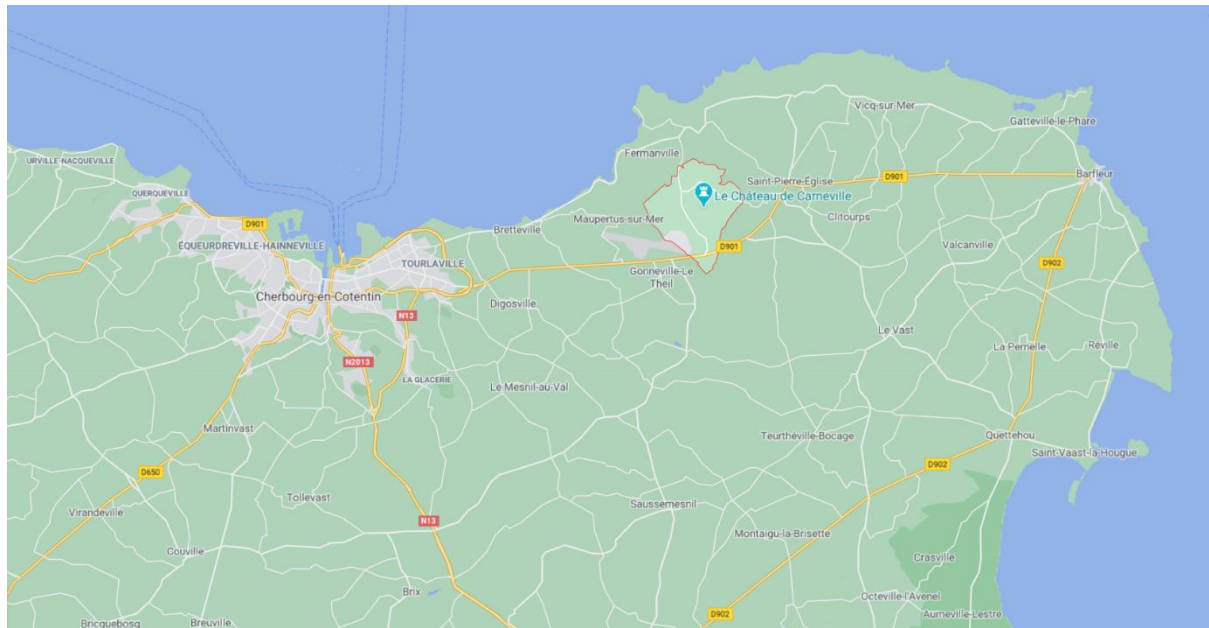 Vicq-sur-Mer
Gatteville-le-Phare
Fermanville
URVILLE-NACQUEVILLE
Barfleur
D901
Saint-Pierre-Église
QUERQUEVILLE
Le Château de Carneville
Maupertus-sur-Mer
Clitourps
D901
Bretteville
ÉQUEURDREVILLE-HAINNEVILLE
D901
Valcanville
TOURLAVILLE
D902
Gonneville-Le
Theil
Cherbourg-en-Cotentin
Digosville
N13
Le Vast
La Pernelle
Réville
N2013
LA GLACERIE
Le Mesnil-au-Val
Martinvast
Teurthéville-Bocage
Quettehou
Saint-Vaast-la-Hougue
D902
D650
Tollevast
Saussemesnil
Virandeville
N13
Montaigu-la-Brisette
Couville
Crasville
Brix
Octeville-l'Avenel
D902
Aumeville-Lestre
Bricquebosq
Breuville